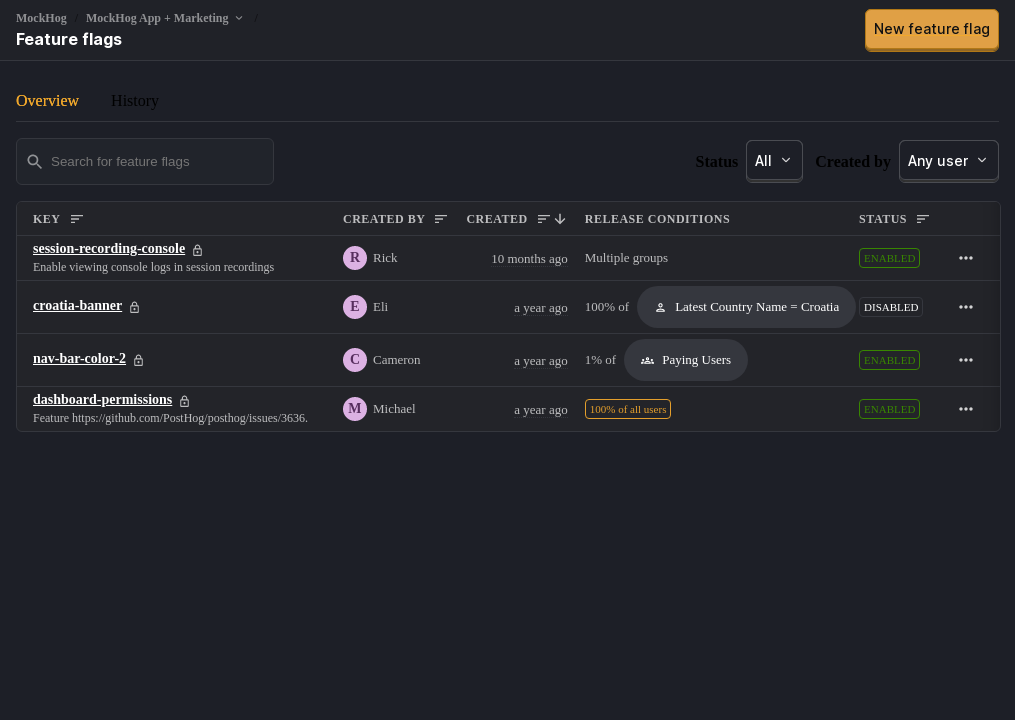 MockHog / MockHog App + Marketing /
Feature flags
New feature flag
Overview History
Search for feature flags
Status All Created by Any user
KEY CREATED BY CREATED RELEASE CONDITIONS STATUS
session-recording-console
Enable viewing console logs in session recordings
R Rick 10 months ago Multiple groups ENABLED
croatia-banner E Eli a year ago 100% of Latest Country Name = Croatia DISABLED
nav-bar-color-2 C Cameron a year ago 1% of Paying Users ENABLED
dashboard-permissions
Feature https://github.com/PostHog/posthog/issues/3636.
M Michael a year ago 100% of all users ENABLED